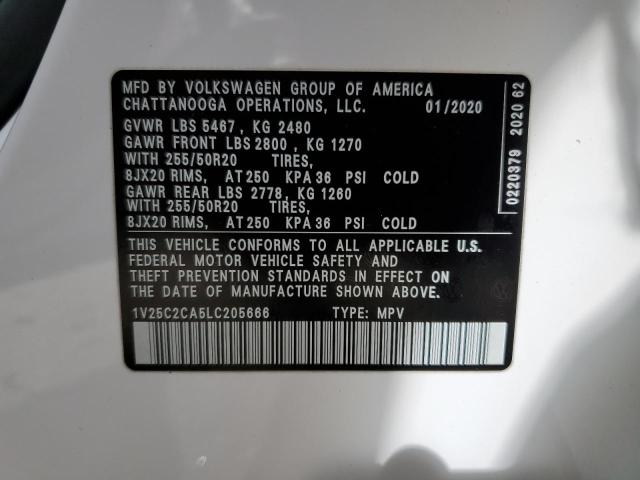 MFD BY VOLKSWAGEN GROUP OF AMERICA
CHATTANOOGA OPERATIONS, LLC. 01/2020
GVWR LBS 5467 , KG 2480
GAWR FRONT LBS 2800 , KG 1270
WITH 255/50R20 TIRES,
8JX20 RIMS, AT 250 KPA 36 PSI COLD
GAWR REAR LBS 2778, KG 1260
WITH 255/50R20 TIRES,
8JX20 RIMS, AT 250 KPA 36 PSI COLD
THIS VEHICLE CONFORMS TO ALL APPLICABLE U.S.
FEDERAL MOTOR VEHICLE SAFETY AND
THEFT PREVENTION STANDARDS IN EFFECT ON
THE DATE OF MANUFACTURE SHOWN ABOVE.
1V25C2CA5LC205666 TYPE: MPV
0220379 2020 62